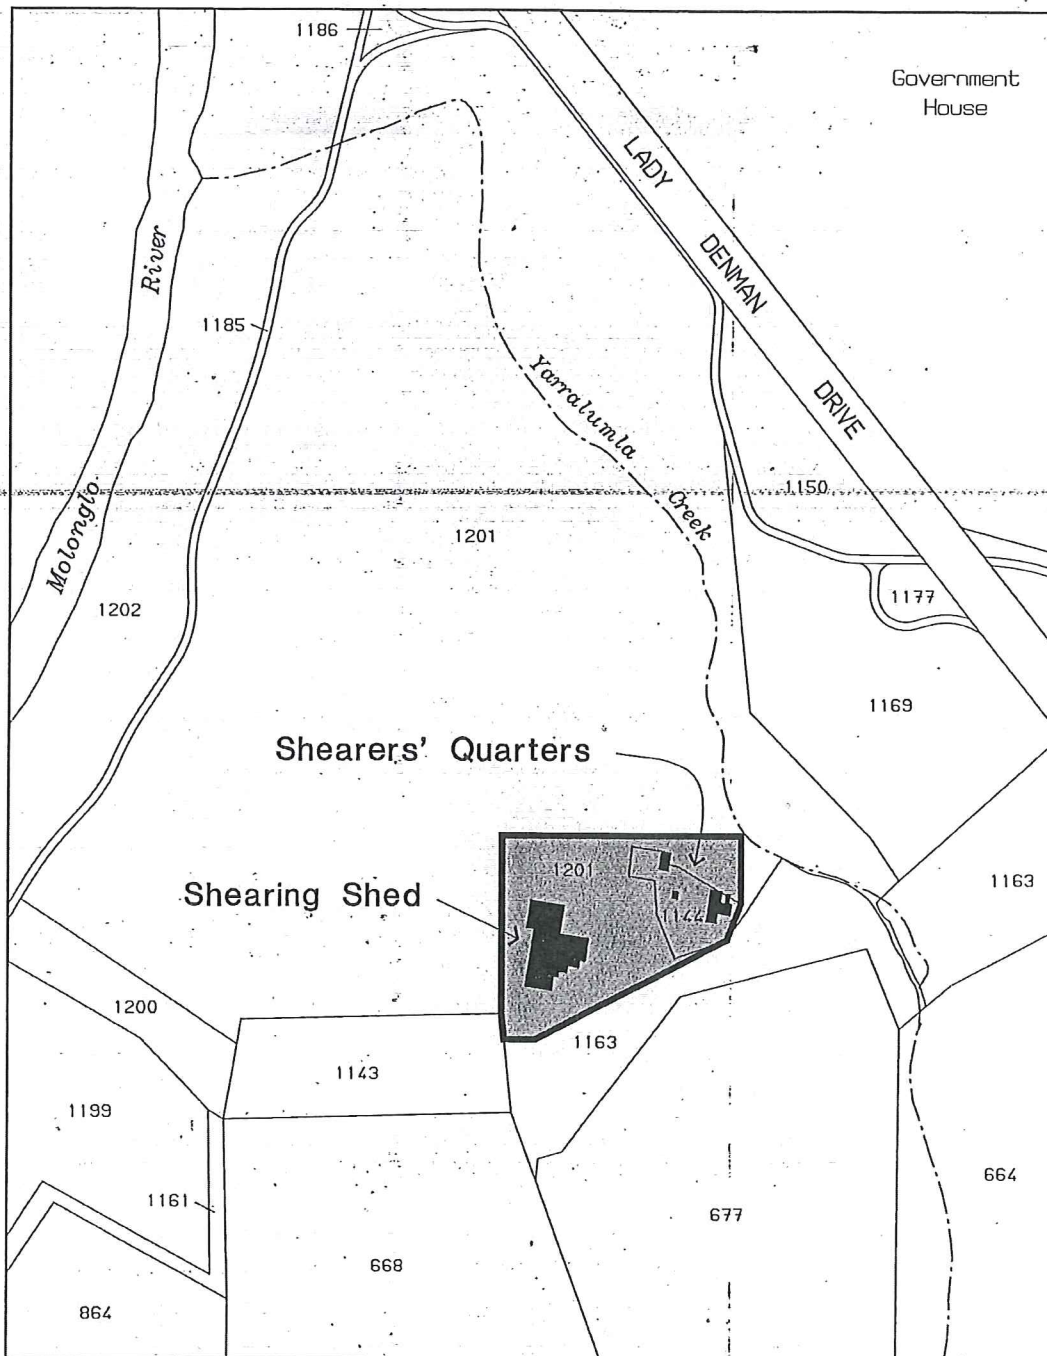 1186
Government
House
LADY
DENMAN
DRIVE
River
1185
Yarralumla
Creek
Molonglo
1150
1201
1202
1177
1169
Shearers' Quarters
1201
1163
Shearing Shed
1144
1200
1163
1143
1199
1161
664
677
668
864